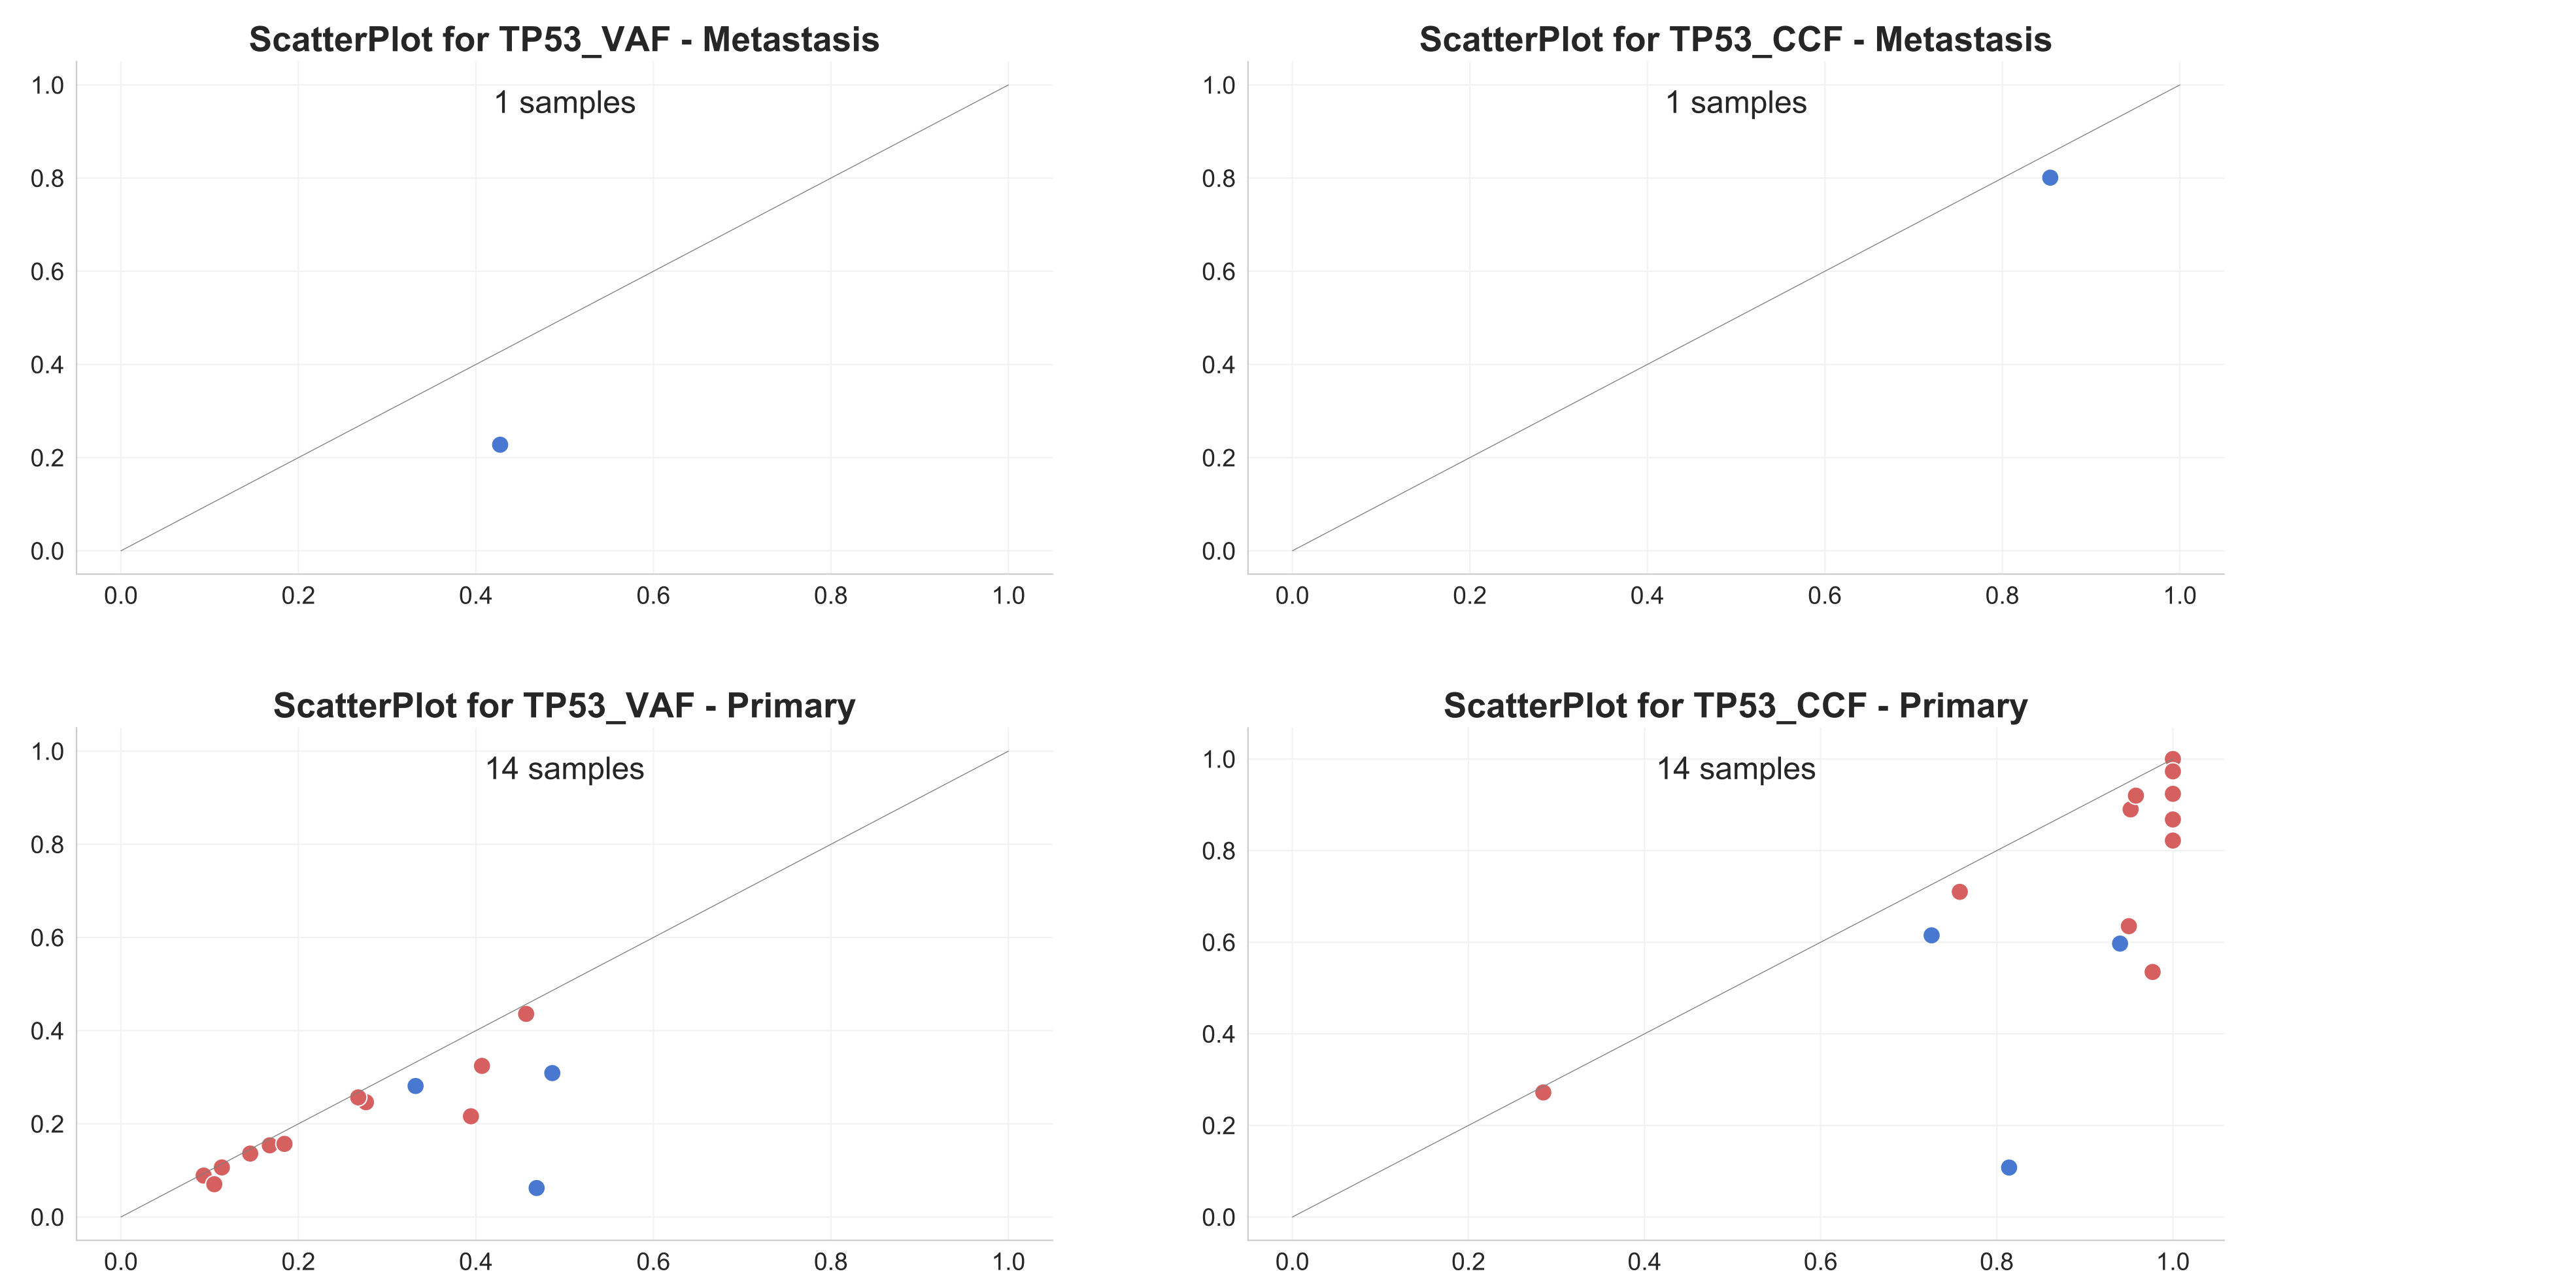 ScatterPlot for TP53_VAF - Metastasis
1 samples
1.0
0.8
0.6
0.4
0.2
0.0
0.0 0.2 0.4 0.6 0.8 1.0
ScatterPlot for TP53_CCF - Metastasis
1 samples
1.0
0.8
0.6
0.4
0.2
0.0
0.0 0.2 0.4 0.6 0.8 1.0
ScatterPlot for TP53_VAF - Primary
14 samples
1.0
0.8
0.6
0.4
0.2
0.0
0.0 0.2 0.4 0.6 0.8 1.0
ScatterPlot for TP53_CCF - Primary
14 samples
1.0
0.8
0.6
0.4
0.2
0.0
0.0 0.2 0.4 0.6 0.8 1.0